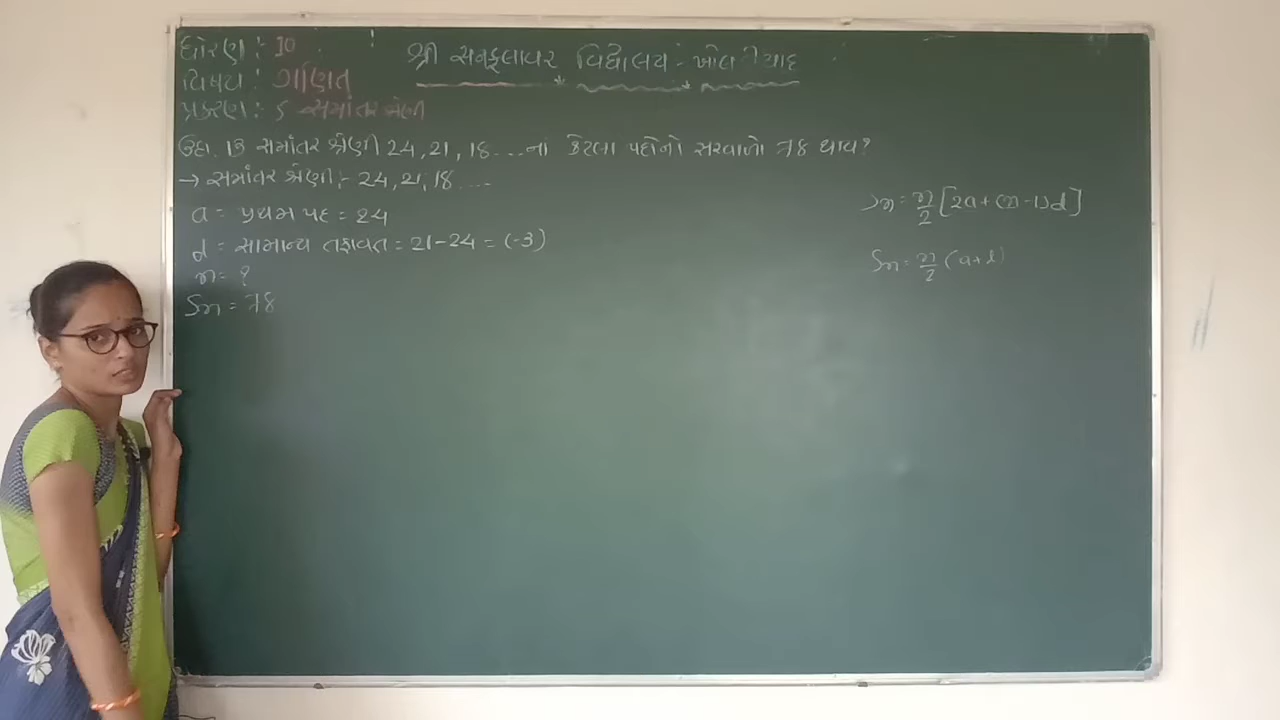 ધોરણ :- 10
શ્રી સનફલાવર વિદ્યાલય :-
વિષય : ગણિત
પ્રકરણ : 5 સમાંતર શ્રેણી
ઉદા. 13 સમાંતર શ્રેણી 24, 21, 18 ....નાં કેટલા પદોનો સરવાળો 78 થાય?
→ સમાંતર શ્રેણી :- 24, 21, 18 ....
a = પ્રથમ પદ = 24
d = સામાન્ય તફાવત = 21-24 = (-3)
n = ?
Sn = 78
Sn = n/2 [2a + (n-1)d]
Sn = n/2 (a+l)